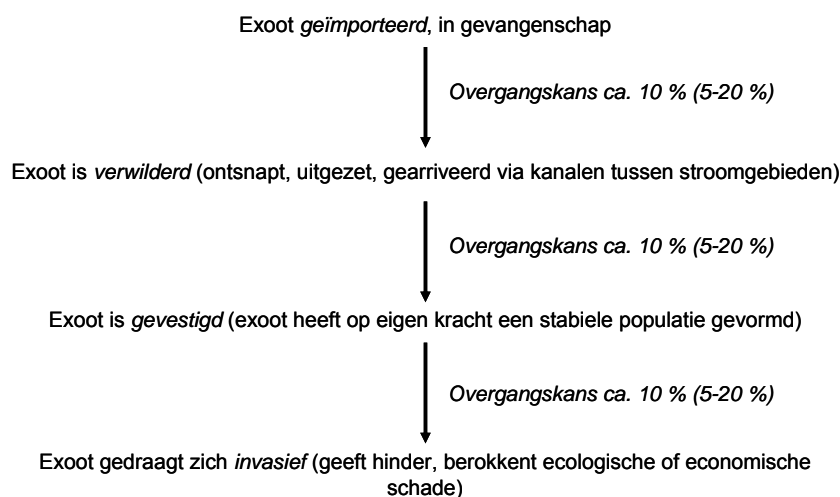 Exoot geïmporteerd, in gevangenschap
Overgangskans ca. 10 % (5-20 %)
Exoot is verwilderd (ontsnapt, uitgezet, gearriveerd via kanalen tussen stroomgebieden)
Overgangskans ca. 10 % (5-20 %)
Exoot is gevestigd (exoot heeft op eigen kracht een stabiele populatie gevormd)
Overgangskans ca. 10 % (5-20 %)
Exoot gedraagt zich invasief (geeft hinder, berokkent ecologische of economische
schade)